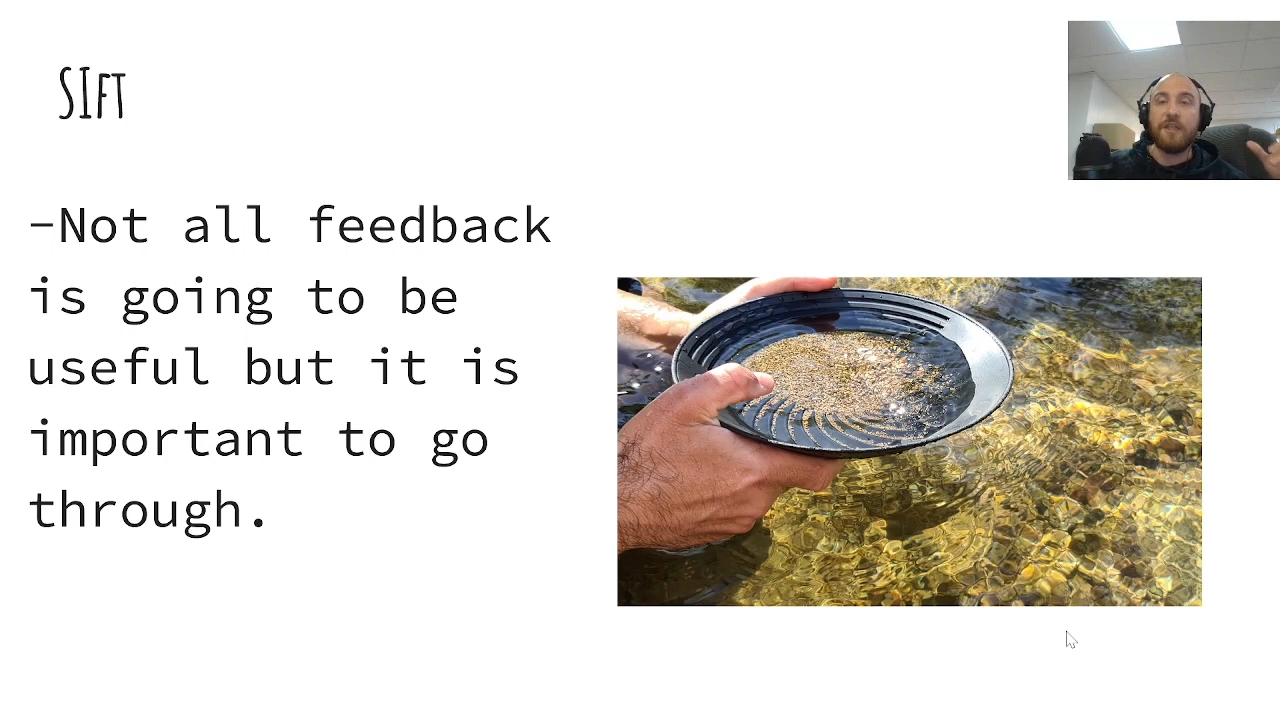 SIFT
-Not all feedback
is going to be
useful but it is
important to go
through.